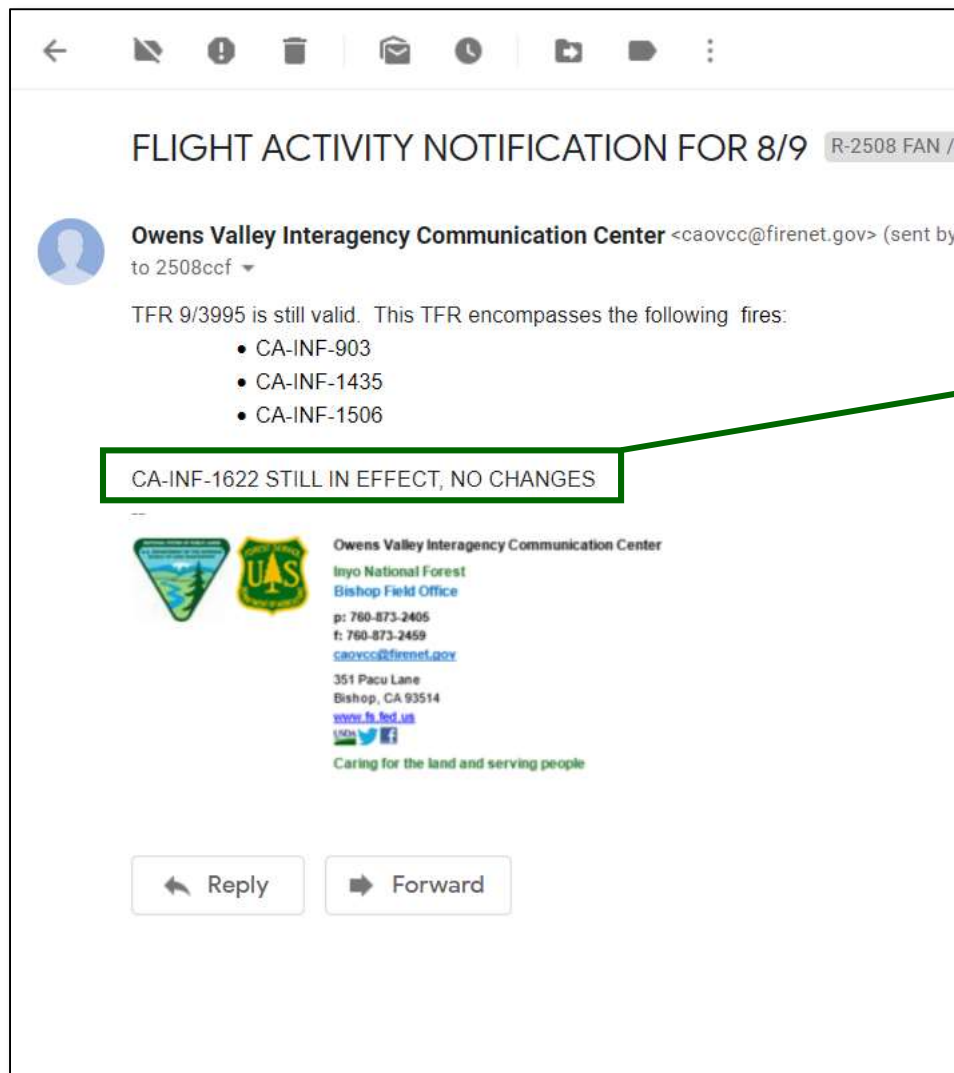 FLIGHT ACTIVITY NOTIFICATION FOR 8/9 R-2508 FAN /
Owens Valley Interagency Communication Center <caovcc@firenet.gov> (sent by
to 2508ccf
TFR 9/3995 is still valid. This TFR encompasses the following fires:
• CA-INF-903
• CA-INF-1435
• CA-INF-1506
CA-INF-1622 STILL IN EFFECT, NO CHANGES
--
UAS
Owens Valley Interagency Communication Center
Inyo National Forest
Bishop Field Office
p: 760-873-2405
f: 760-873-2459
caovcc@firenet.gov
351 Pacu Lane
Bishop, CA 93514
www.fs.fed.us
USDA
Caring for the land and serving people
Reply Forward